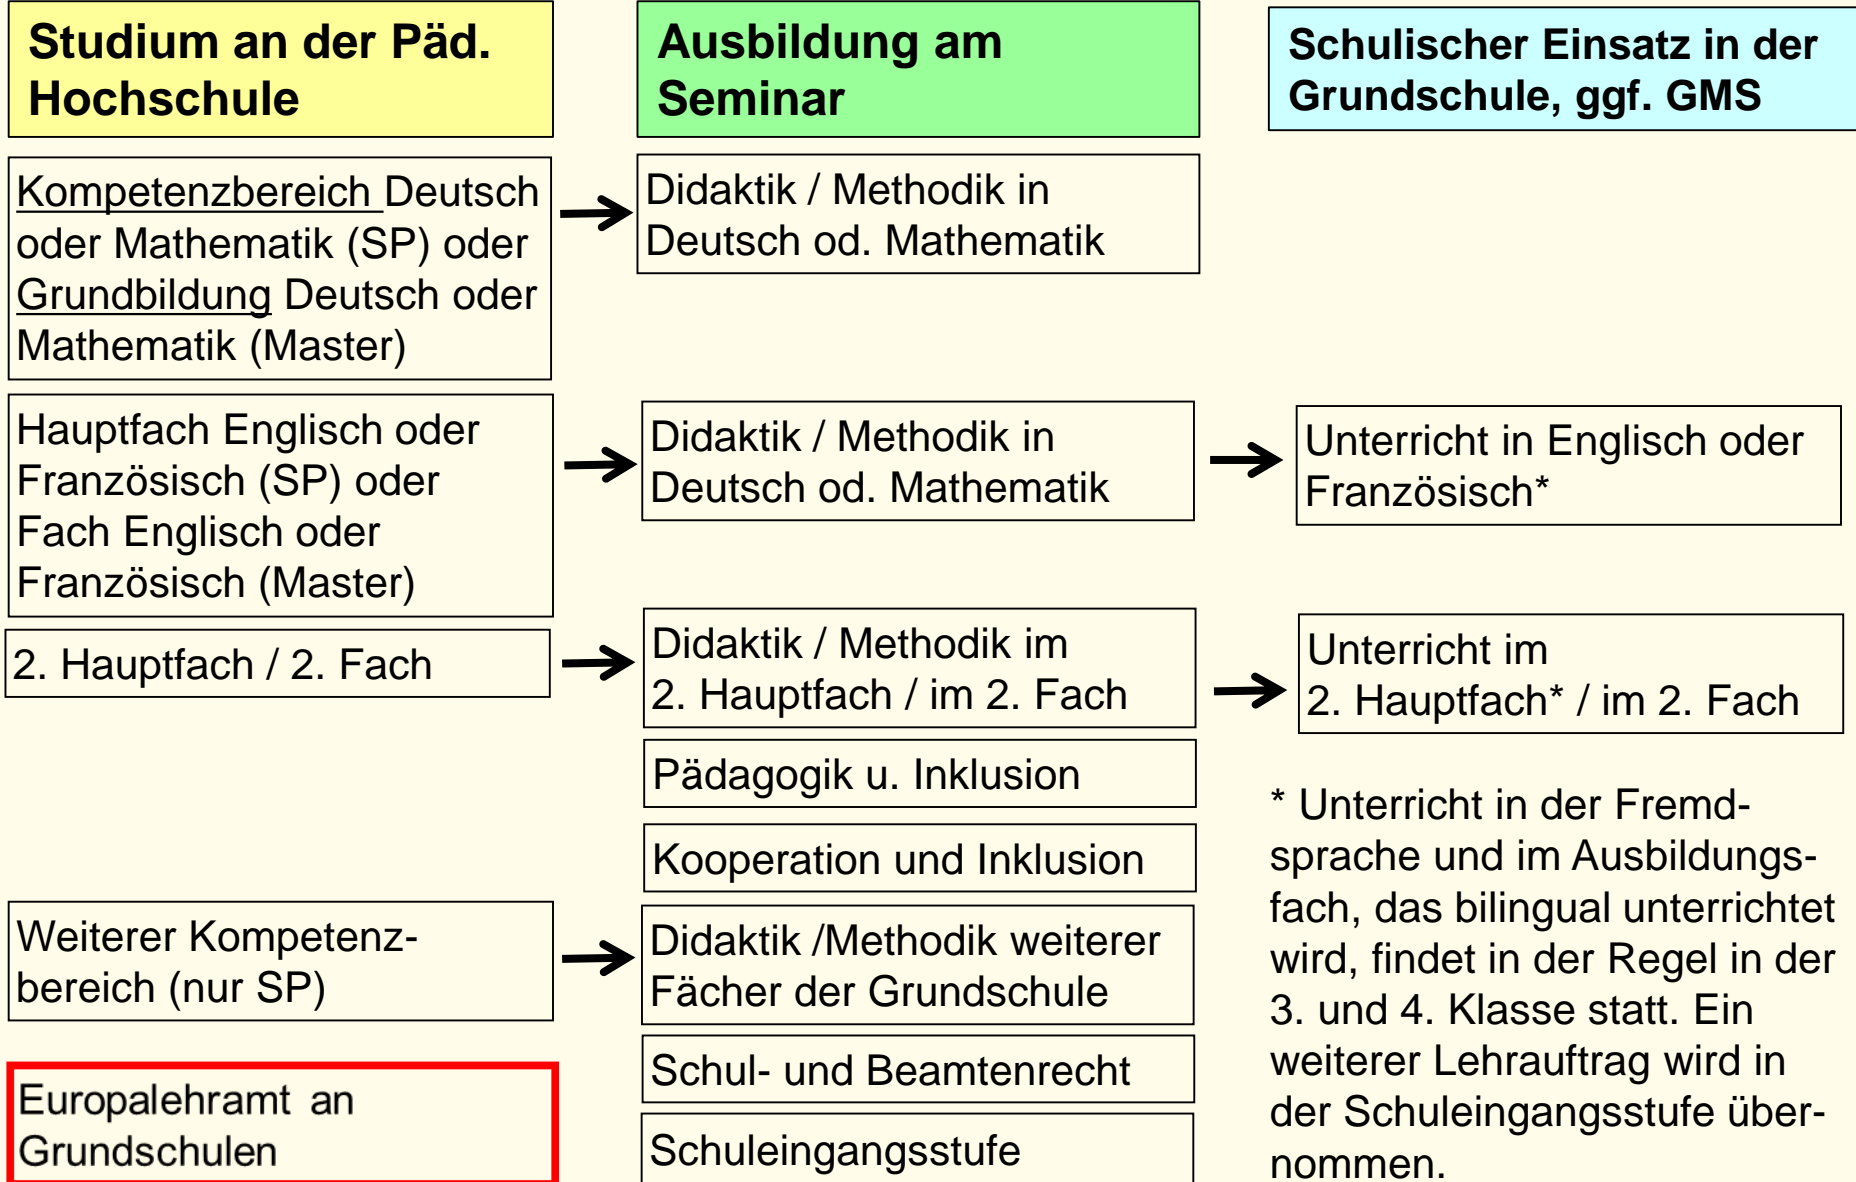 Studium an der Päd.
Hochschule
Ausbildung am
Seminar
Schulischer Einsatz in der
Grundschule, ggf. GMS
Kompetenzbereich Deutsch
oder Mathematik (SP) oder
Grundbildung Deutsch oder
Mathematik (Master)
Didaktik / Methodik in
Deutsch od. Mathematik
Hauptfach Englisch oder
Französisch (SP) oder
Fach Englisch oder
Französisch (Master)
Didaktik / Methodik in
Deutsch od. Mathematik
Unterricht in Englisch oder
Französisch*
2. Hauptfach / 2. Fach
Didaktik / Methodik im
2. Hauptfach / im 2. Fach
Unterricht im
2. Hauptfach* / im 2. Fach
Pädagogik u. Inklusion
Kooperation und Inklusion
Weiterer Kompetenz-
bereich (nur SP)
Didaktik /Methodik weiterer
Fächer der Grundschule
Schul- und Beamtenrecht
Schuleingangsstufe
Europalehramt an
Grundschulen
* Unterricht in der Fremd-
sprache und im Ausbildungs-
fach, das bilingual unterrichtet
wird, findet in der Regel in der
3. und 4. Klasse statt. Ein
weiterer Lehrauftrag wird in
der Schuleingangsstufe über-
nommen.